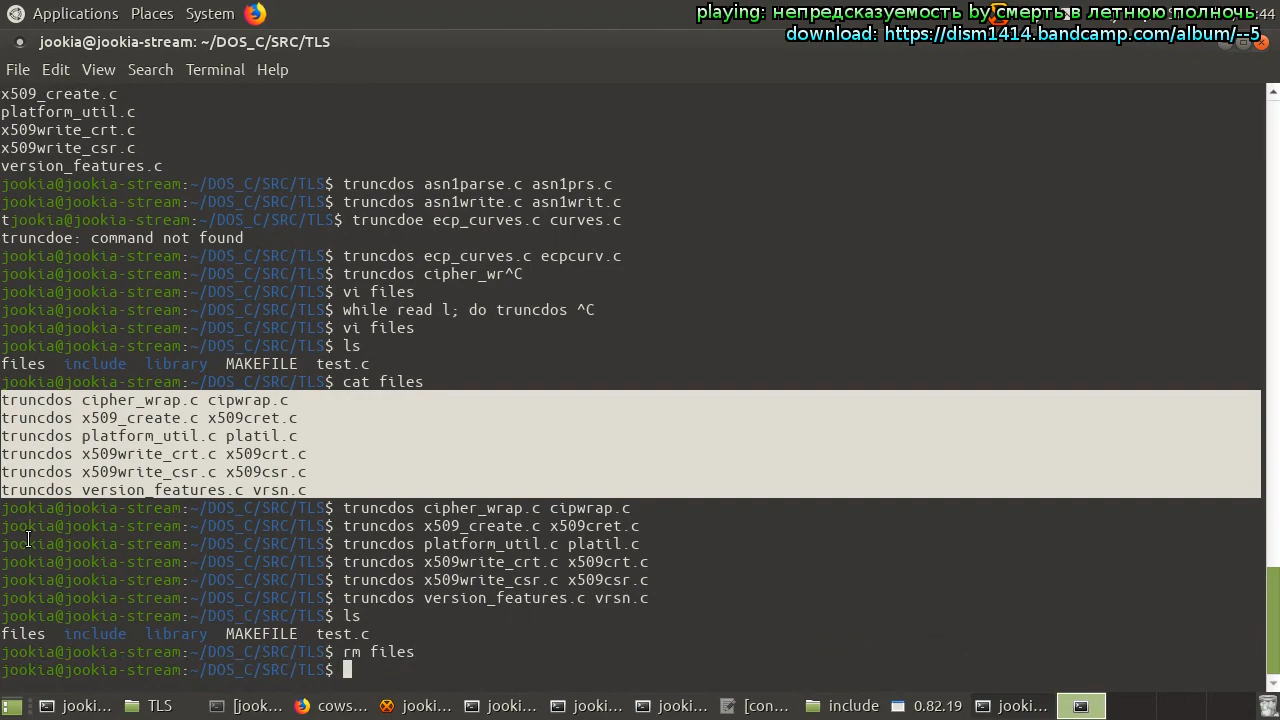 Applications Places System
playing: непредсказуемость by смерть в летнюю полночь
:44
download: https://dism1414.bandcamp.com/album/--5
jookia@jookia-stream: ~/DOS_C/SRC/TLS
File Edit View Search Terminal Help
x509_create.c
platform_util.c
x509write_crt.c
x509write_csr.c
version_features.c
jookia@jookia-stream:~/DOS_C/SRC/TLS$ truncdos asn1parse.c asn1prs.c
jookia@jookia-stream:~/DOS_C/SRC/TLS$ truncdos asn1write.c asn1writ.c
tjookia@jookia-stream:~/DOS_C/SRC/TLS$ truncdoe ecp_curves.c curves.c
truncdoe: command not found
jookia@jookia-stream:~/DOS_C/SRC/TLS$ truncdos ecp_curves.c ecpcurv.c
jookia@jookia-stream:~/DOS_C/SRC/TLS$ truncdos cipher_wr^C
jookia@jookia-stream:~/DOS_C/SRC/TLS$ vi files
jookia@jookia-stream:~/DOS_C/SRC/TLS$ while read l; do truncdos ^C
jookia@jookia-stream:~/DOS_C/SRC/TLS$ vi files
jookia@jookia-stream:~/DOS_C/SRC/TLS$ ls
files include library MAKEFILE test.c
jookia@jookia-stream:~/DOS_C/SRC/TLS$ cat files
truncdos cipher_wrap.c cipwrap.c
truncdos x509_create.c x509cret.c
truncdos platform_util.c platil.c
truncdos x509write_crt.c x509crt.c
truncdos x509write_csr.c x509csr.c
truncdos version_features.c vrsn.c
jookia@jookia-stream:~/DOS_C/SRC/TLS$ truncdos cipher_wrap.c cipwrap.c
jookia@jookia-stream:~/DOS_C/SRC/TLS$ truncdos x509_create.c x509cret.c
jookia@jookia-stream:~/DOS_C/SRC/TLS$ truncdos platform_util.c platil.c
jookia@jookia-stream:~/DOS_C/SRC/TLS$ truncdos x509write_crt.c x509crt.c
jookia@jookia-stream:~/DOS_C/SRC/TLS$ truncdos x509write_csr.c x509csr.c
jookia@jookia-stream:~/DOS_C/SRC/TLS$ truncdos version_features.c vrsn.c
jookia@jookia-stream:~/DOS_C/SRC/TLS$ ls
files include library MAKEFILE test.c
jookia@jookia-stream:~/DOS_C/SRC/TLS$ rm files
jookia@jookia-stream:~/DOS_C/SRC/TLS$
jooki... TLS [jook... cows... jooki... jooki... jooki... jooki... [con... include 0.82.19 jooki...